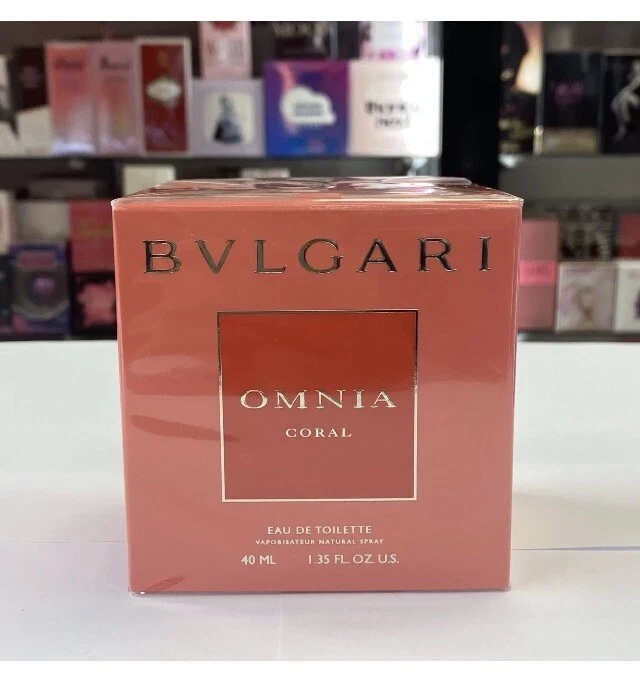 BVLGARI
OMNIA
CORAL
EAU DE TOILETTE
VAPORISATEUR NATURAL SPRAY
40 ML 1.35 FL. OZ. U.S.